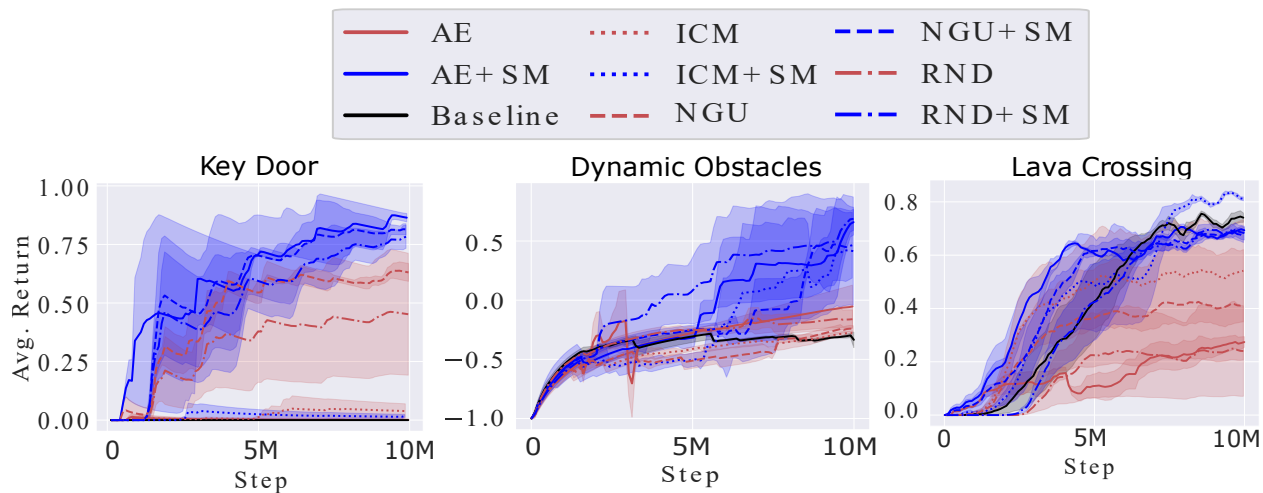 AE
ICM
NGU+SM
AE+SM
ICM+SM
RND
Baseline
NGU
RND+SM
Key Door
Dynamic Obstacles
Lava Crossing
Avg. Return
1.00
0.75
0.50
0.25
0.00
0
5M
10M
Step
0.5
0.0
−0.5
−1.0
0
5M
10M
Step
0.8
0.6
0.4
0.2
0.0
0
5M
10M
Step